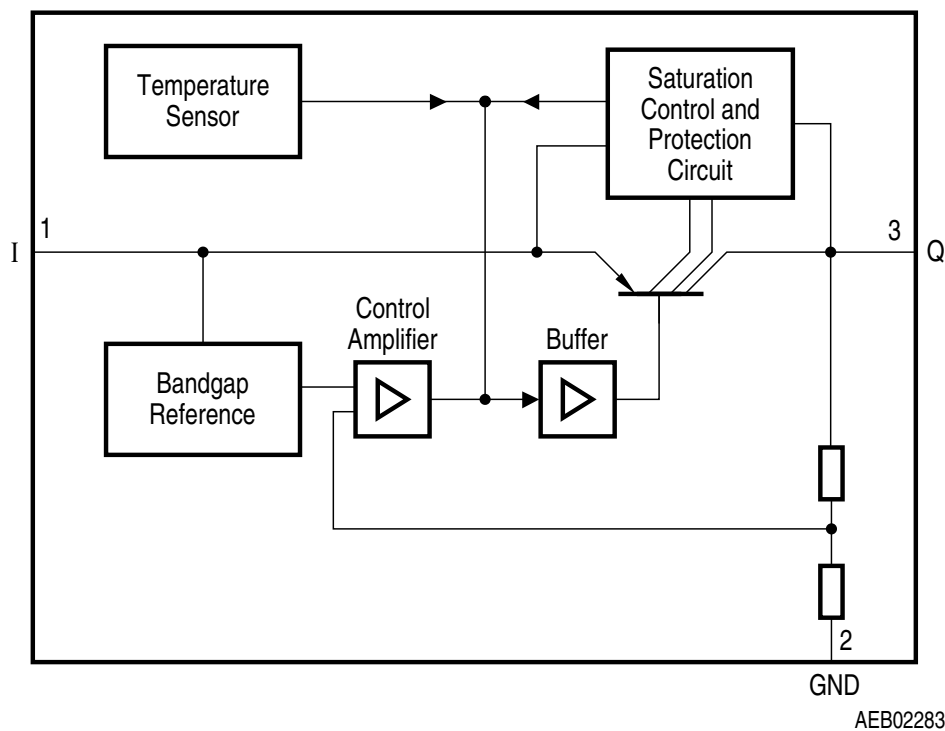 Temperature
Sensor
Saturation
Control and
Protection
Circuit
1
I
3
Q
Control
Amplifier
Buffer
Bandgap
Reference
2
GND
AEB02283